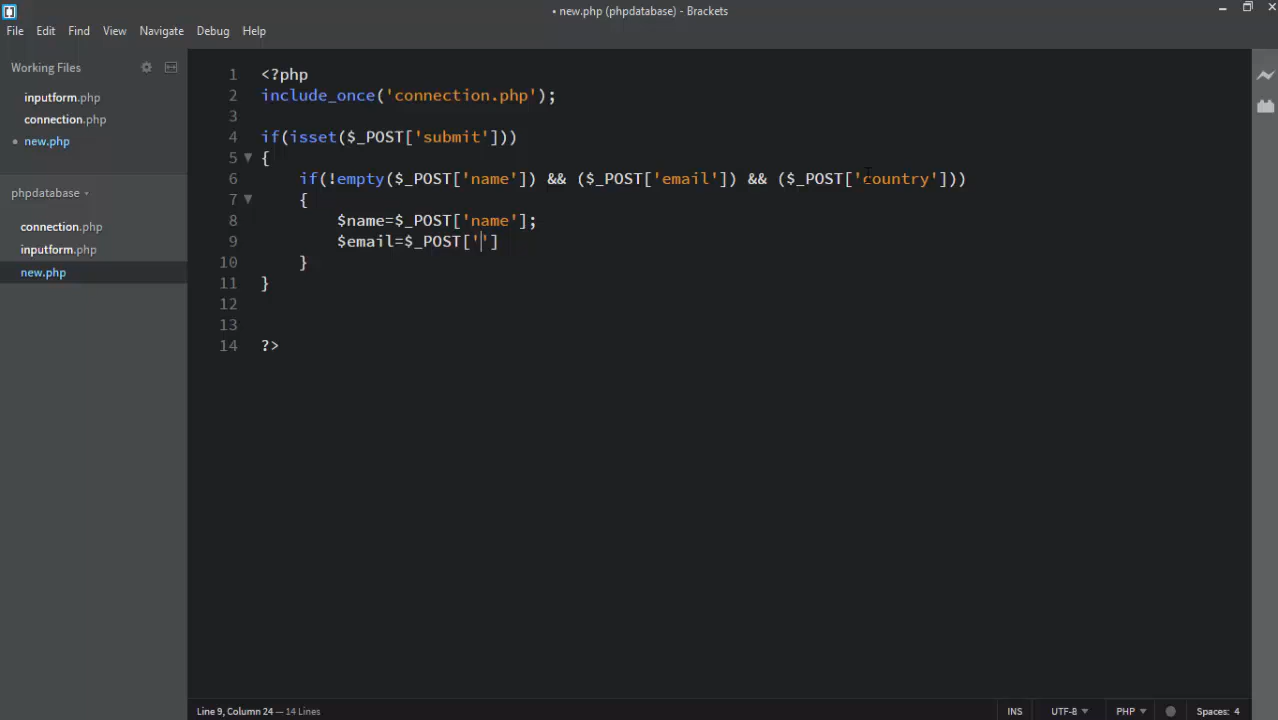 • new.php (phpdatabase) - Brackets
File Edit Find View Navigate Debug Help
Working Files
inputform.php
connection.php
new.php
phpdatabase
connection.php
inputform.php
new.php
1 <?php
2 include_once('connection.php');
3
4 if(isset($_POST['submit']))
5 {
6 if(!empty($_POST['name']) && ($_POST['email']) && ($_POST['country']))
7 {
8 $name=$_POST['name'];
9 $email=$_POST['']
10 }
11 }
12
13
14 ?>
Line 9, Column 24 — 14 Lines INS UTF-8 PHP Spaces: 4